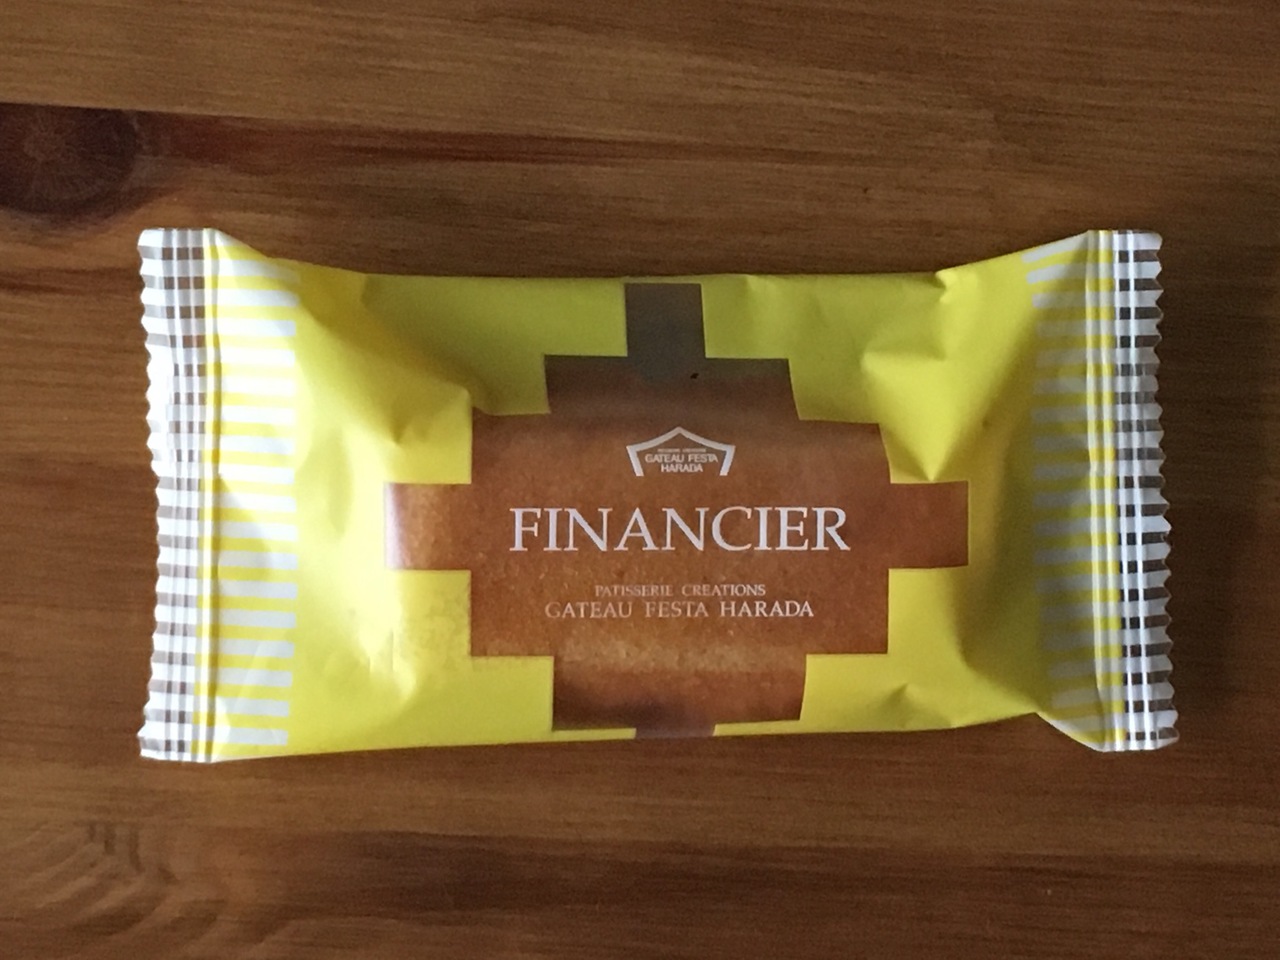 GATEAU FESTA
HARADA
FINANCIER
PATISSERIE CREATIONS
GATEAU FESTA HARADA